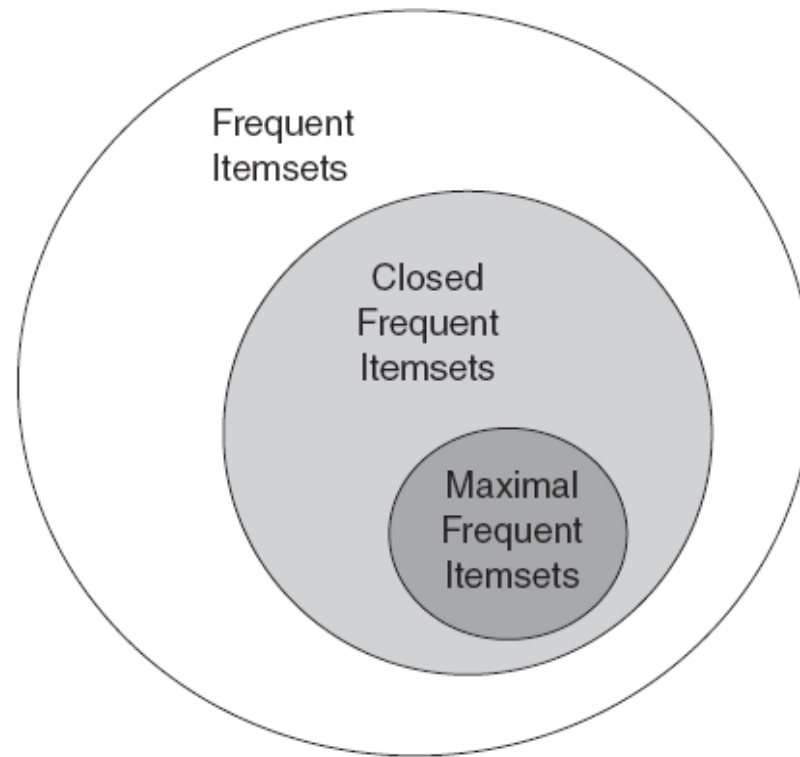 Frequent
Itemsets
Closed
Frequent
Itemsets
Maximal
Frequent
Itemsets